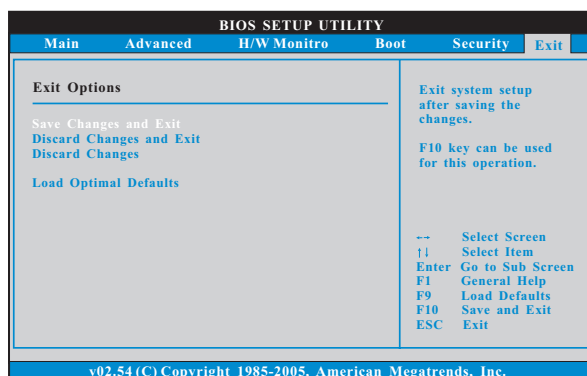 BIOS SETUP UTILITY
Main Advanced H/W Monitro Boot Security Exit
Exit Options
Save Changes and Exit
Discard Changes and Exit
Discard Changes
Load Optimal Defaults
Exit system setup
after saving the
changes.
F10 key can be used
for this operation.
←→ Select Screen
↑↓ Select Item
Enter Go to Sub Screen
F1 General Help
F9 Load Defaults
F10 Save and Exit
ESC Exit
v02.54 (C) Copyright 1985-2005, American Megatrends, Inc.